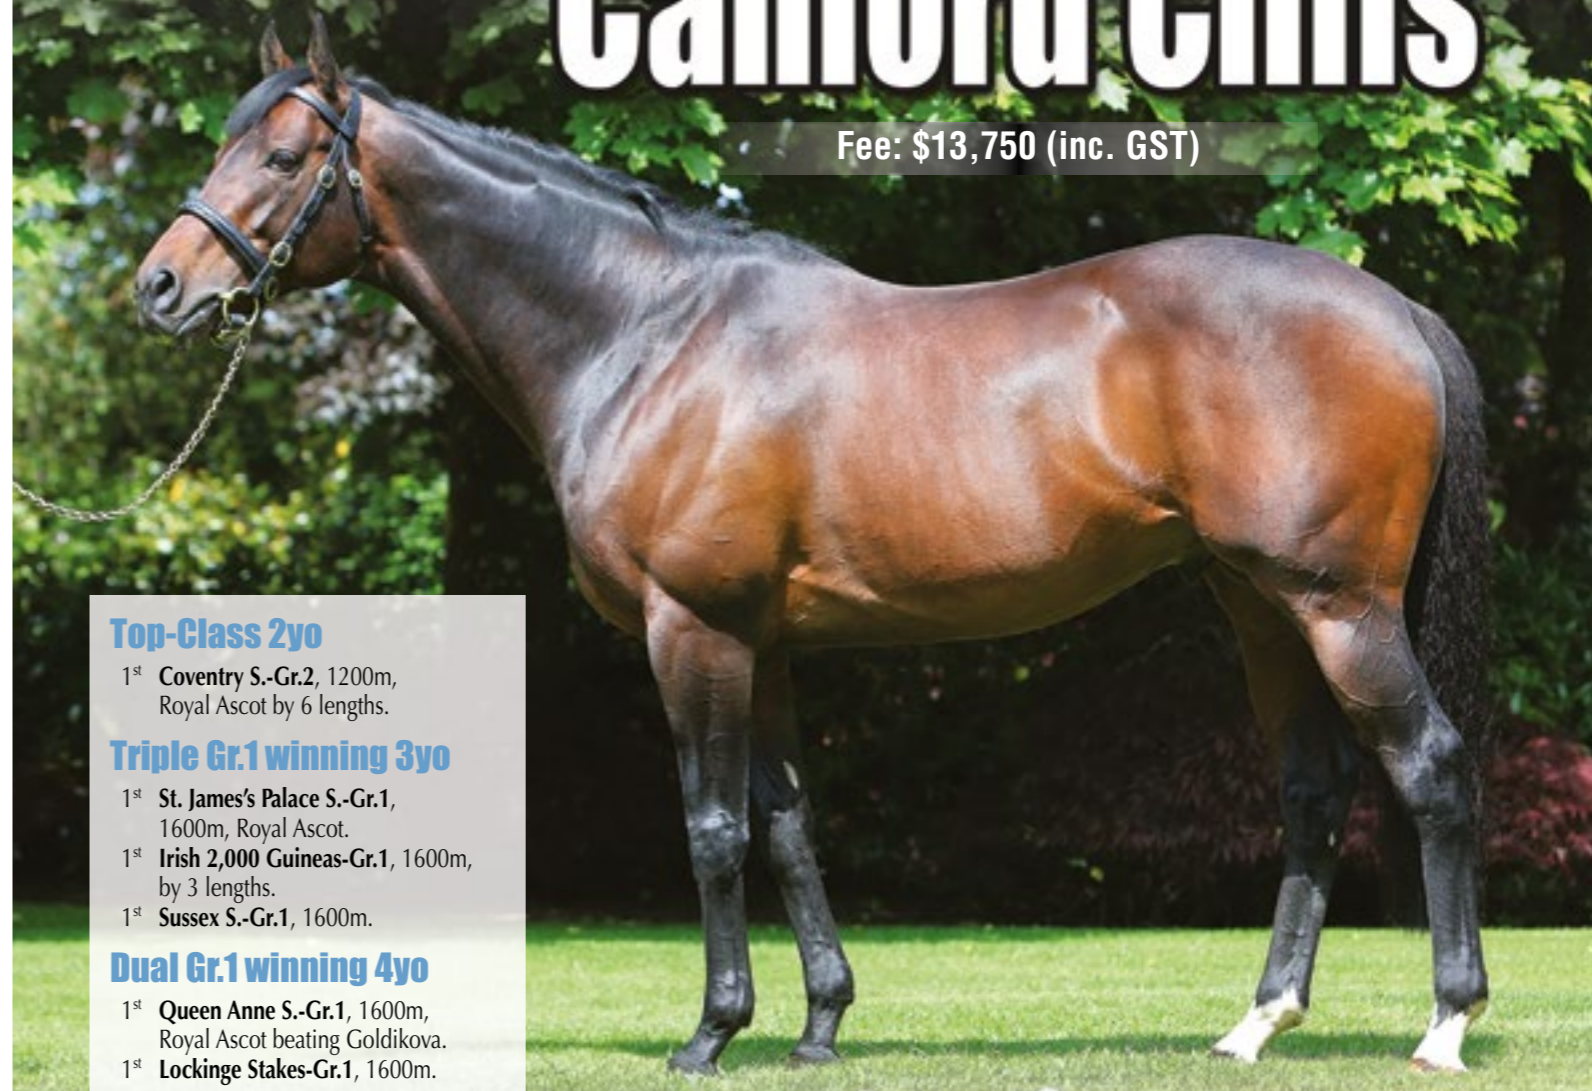 Canford Cliffs
Fee: $13,750 (inc. GST)
Top-Class 2yo
1st Coventry S.-Gr.2, 1200m,
Royal Ascot by 6 lengths.
Triple Gr.1 winning 3yo
1st St. James’s Palace S.-Gr.1,
1600m, Royal Ascot.
1st Irish 2,000 Guineas-Gr.1, 1600m,
by 3 lengths.
1st Sussex S.-Gr.1, 1600m.
Dual Gr.1 winning 4yo
1st Queen Anne S.-Gr.1, 1600m,
Royal Ascot beating Goldikova.
1st Lockinge Stakes-Gr.1, 1600m.